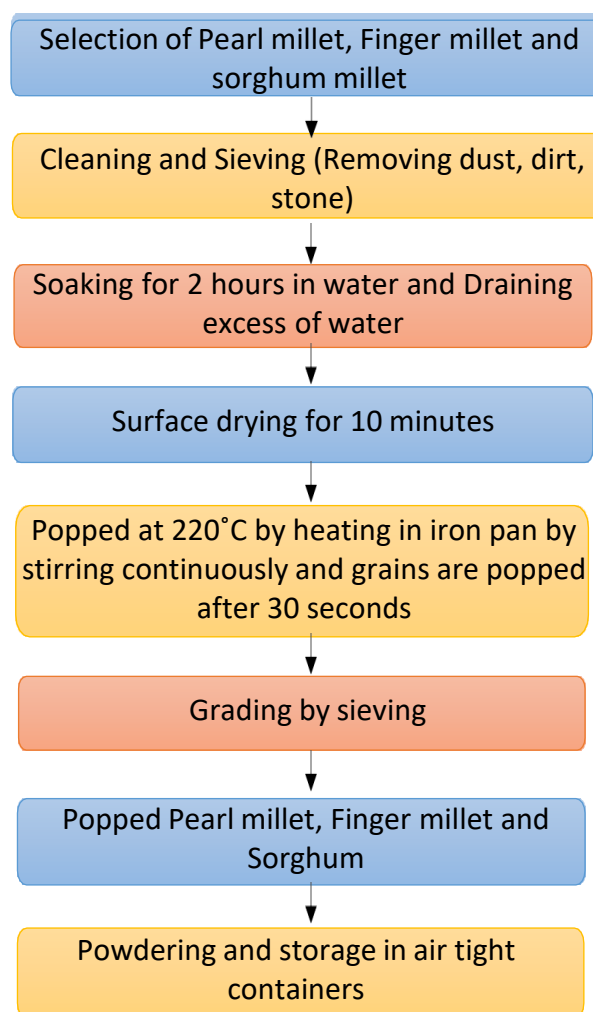 Selection of Pearl millet, Finger millet and
sorghum millet
Cleaning and Sieving (Removing dust, dirt,
stone)
Soaking for 2 hours in water and Draining
excess of water
Surface drying for 10 minutes
Popped at 220˚C by heating in iron pan by
stirring continuously and grains are popped
after 30 seconds
Grading by sieving
Popped Pearl millet, Finger millet and
Sorghum
Powdering and storage in air tight
containers